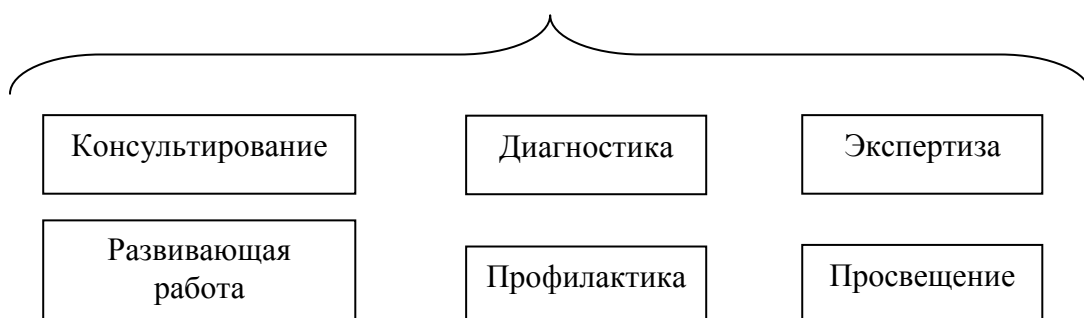 Консультирование
Диагностика
Экспертиза
Развивающая
работа
Профилактика
Просвещение